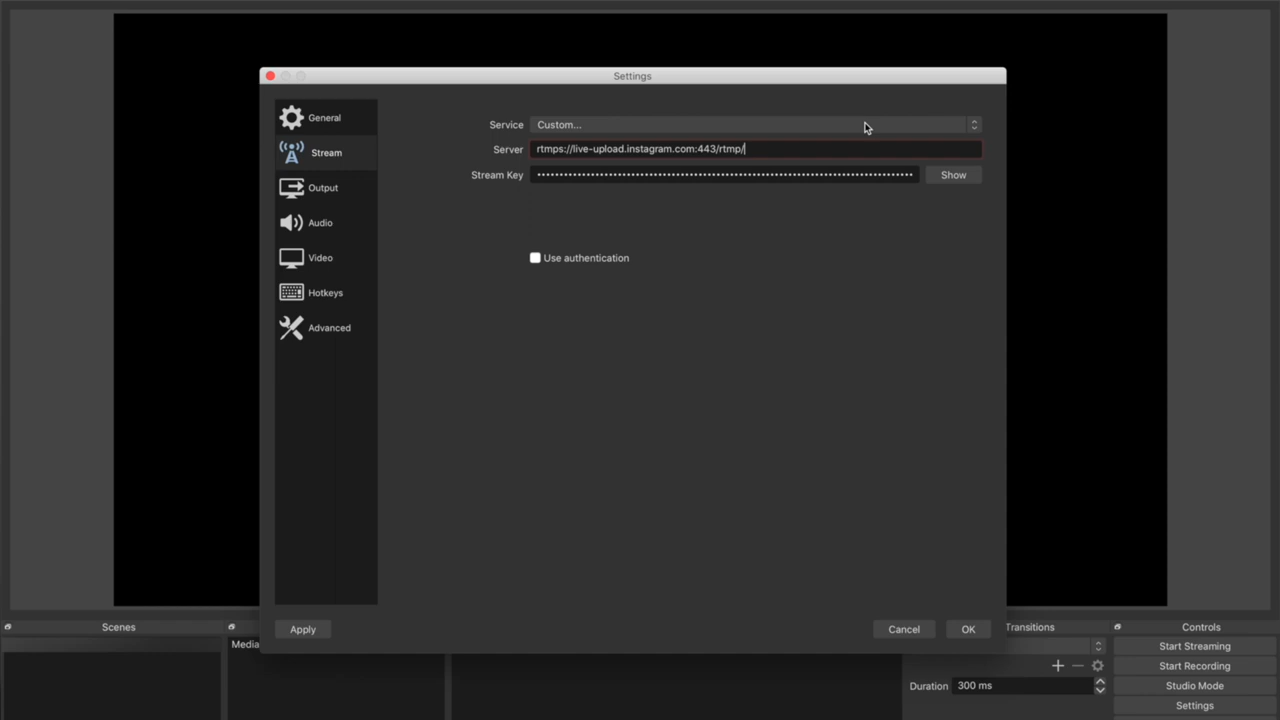 Settings
General
Stream
Output
Audio
Video
Hotkeys
Advanced
Service Custom...
Server rtmps://live-upload.instagram.com:443/rtmp/
Stream Key ••••••••••••••••••••••••••••••••••••••••••••••••••••••••••••••••••••••••••• Show
Use authentication
Apply Cancel OK
Scenes
Media
Transitions
Duration 300 ms
Controls
Start Streaming
Start Recording
Studio Mode
Settings